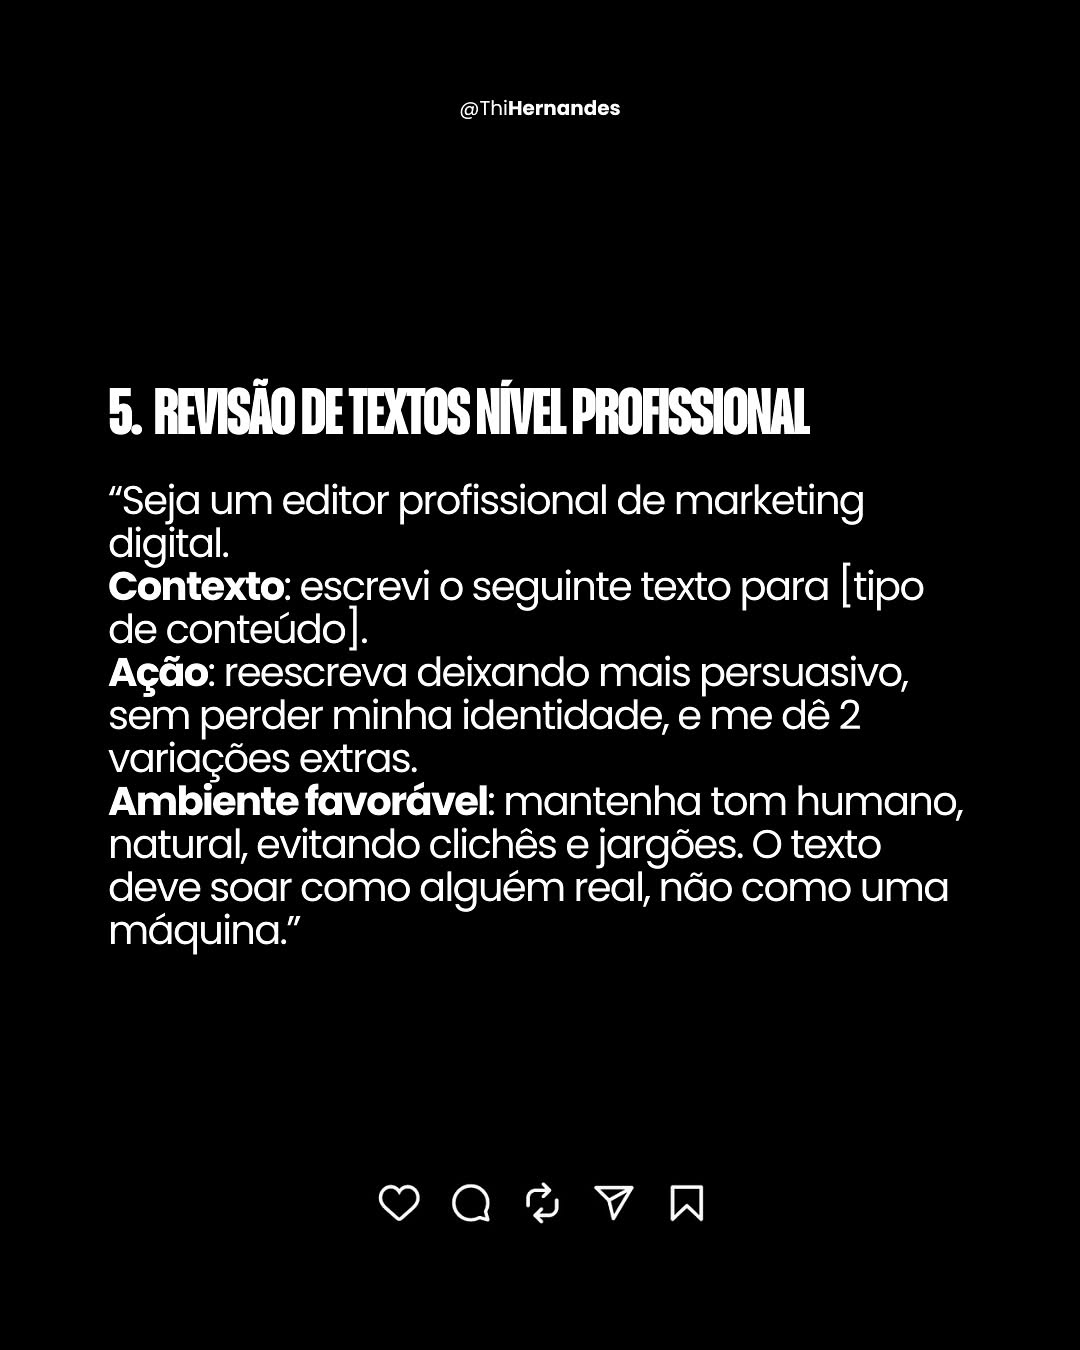 @ThiHernandes
5. REVISÃO DE TEXTOS NÍVEL PROFISSIONAL
“Seja um editor profissional de marketing
digital.
Contexto: escrevi o seguinte texto para [tipo
de conteúdo].
Ação: reescreva deixando mais persuasivo,
sem perder minha identidade, e me dê 2
variações extras.
Ambiente favorável: mantenha tom humano,
natural, evitando clichês e jargões. O texto
deve soar como alguém real, não como uma
máquina.”